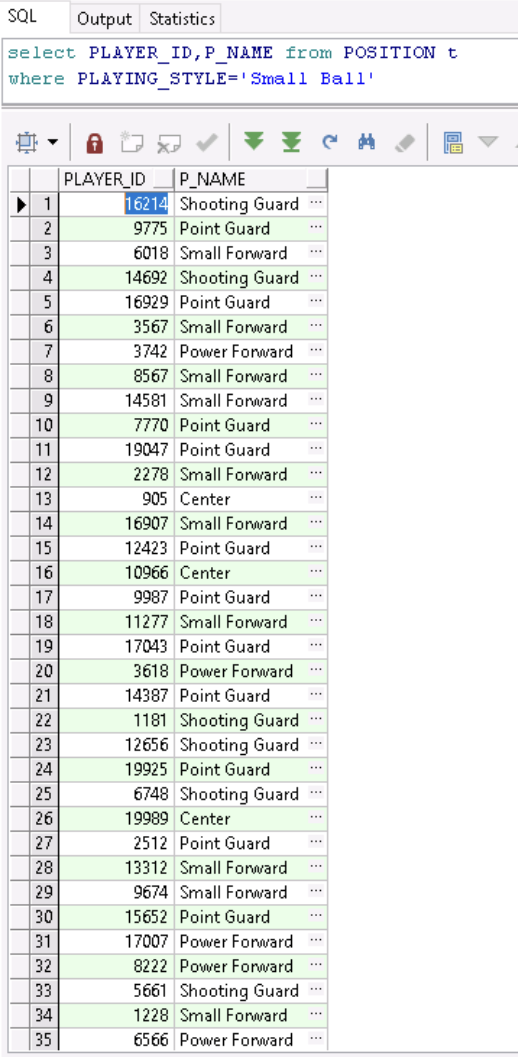 SQL Output Statistics
select PLAYER_ID,P_NAME from POSITION t
where PLAYING_STYLE='Small Ball'
PLAYER_ID P_NAME
1 16214 Shooting Guard ...
2 9775 Point Guard ...
3 6018 Small Forward ...
4 14692 Shooting Guard ...
5 16929 Point Guard ...
6 3567 Small Forward ...
7 3742 Power Forward ...
8 8567 Small Forward ...
9 14581 Small Forward ...
10 7770 Point Guard ...
11 19047 Point Guard ...
12 2278 Small Forward ...
13 905 Center ...
14 16907 Small Forward ...
15 12423 Point Guard ...
16 10966 Center ...
17 9987 Point Guard ...
18 11277 Small Forward ...
19 17043 Point Guard ...
20 3618 Power Forward ...
21 14387 Point Guard ...
22 1181 Shooting Guard ...
23 12656 Shooting Guard ...
24 19925 Point Guard ...
25 6748 Shooting Guard ...
26 19989 Center ...
27 2512 Point Guard ...
28 13312 Small Forward ...
29 9674 Small Forward ...
30 15652 Point Guard ...
31 17007 Power Forward ...
32 8222 Power Forward ...
33 5661 Shooting Guard ...
34 1228 Small Forward ...
35 6566 Power Forward ...